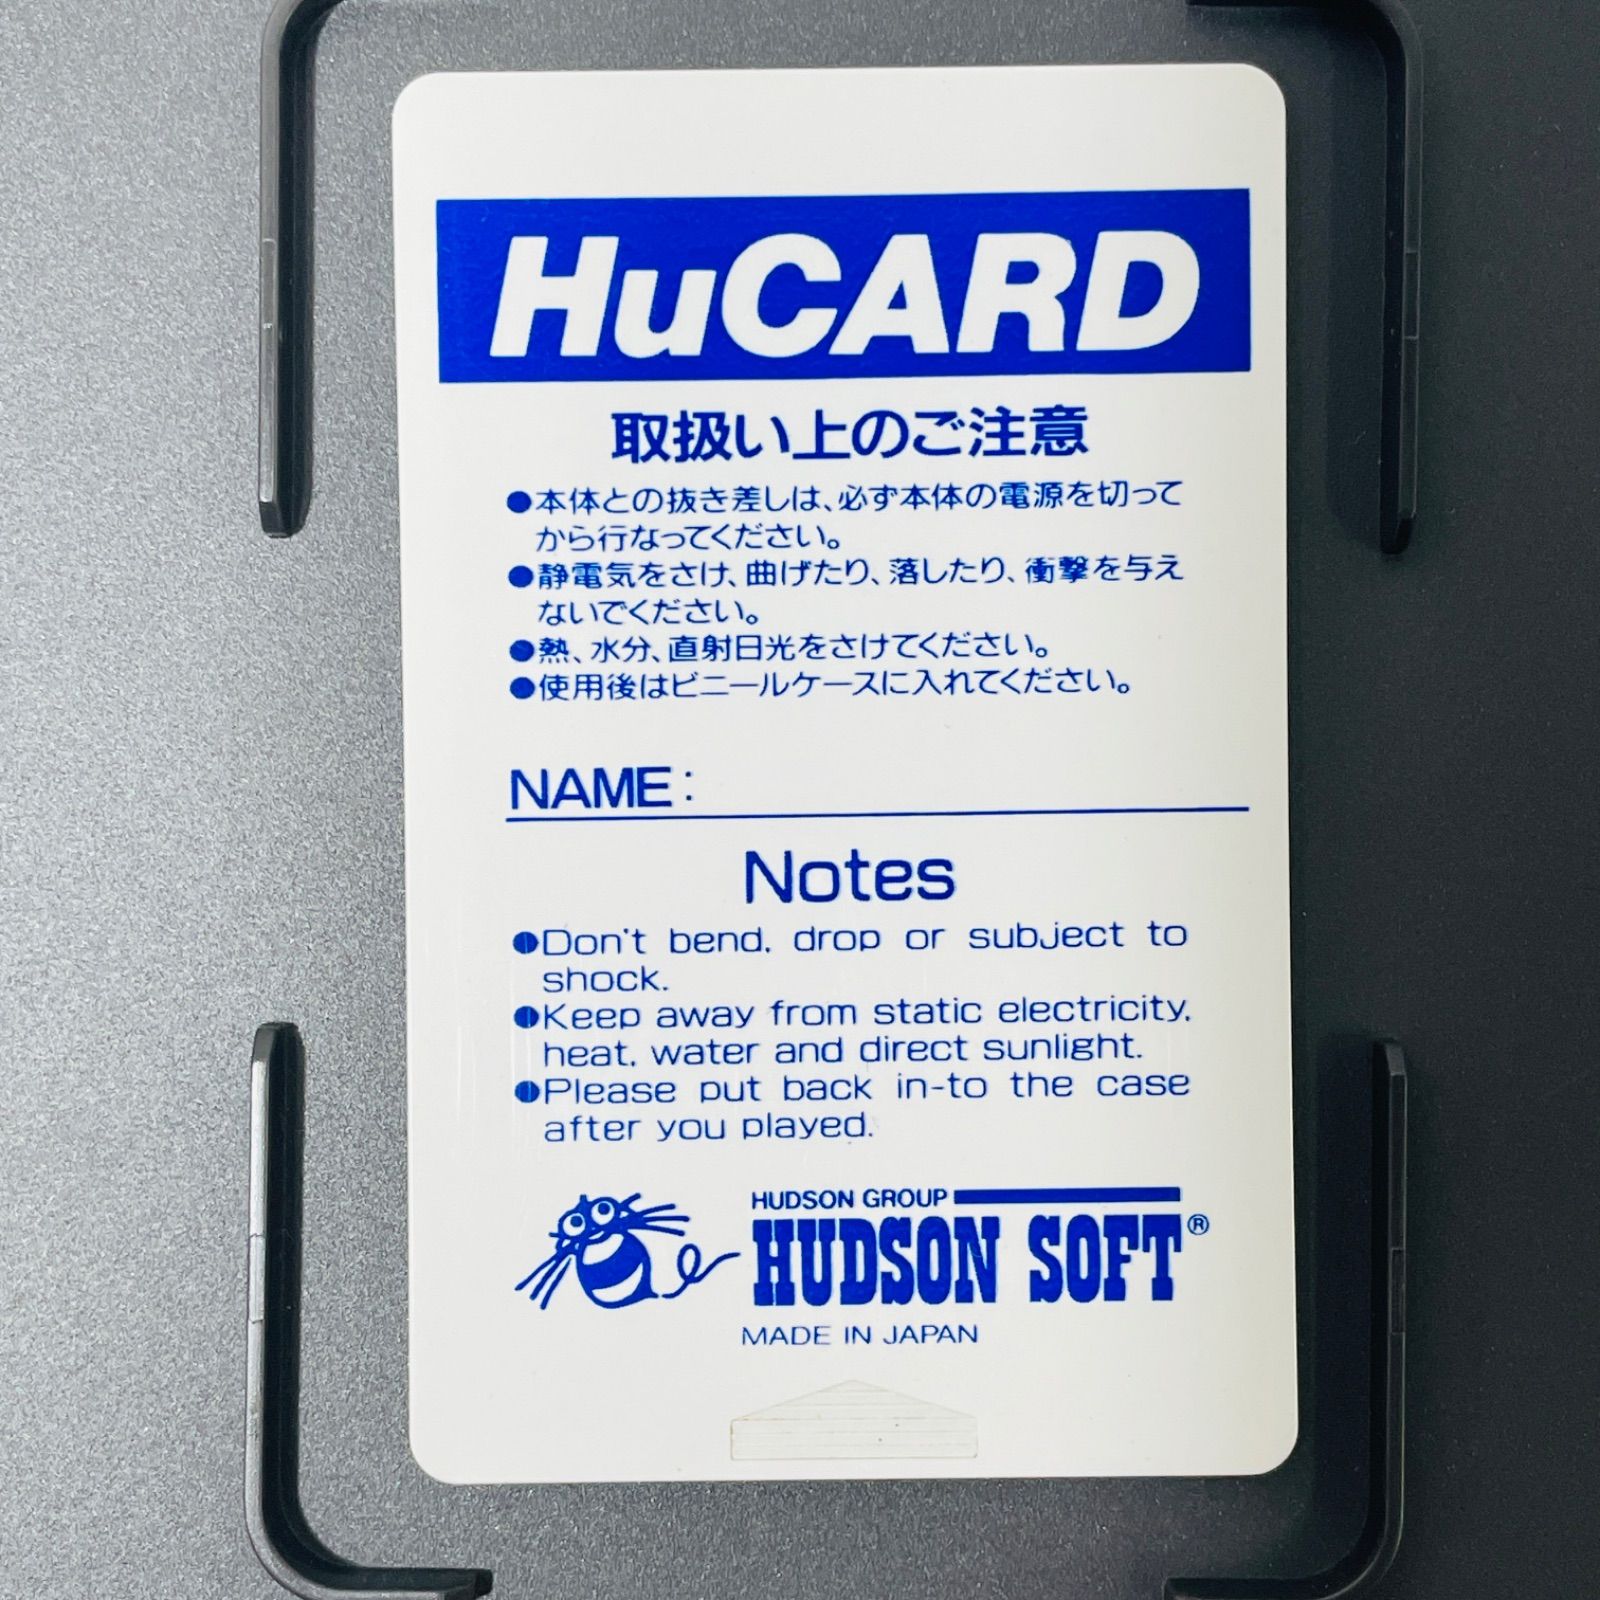 HuCARD
取扱い上のご注意
●本体との抜き差しは、必ず本体の電源を切って
から行なってください。
●静電気をさけ、曲げたり、落したり、衝撃を与え
ないでください。
●熱、水分、直射日光をさけてください。
●使用後はビニールケースに入れてください。
NAME:
Notes
●Don't bend, drop or subject to
shock.
●Keep away from static electricity,
heat, water and direct sunlight.
●Please put back in-to the case
after you played.
HUDSON GROUP
HUDSON SOFT®
MADE IN JAPAN